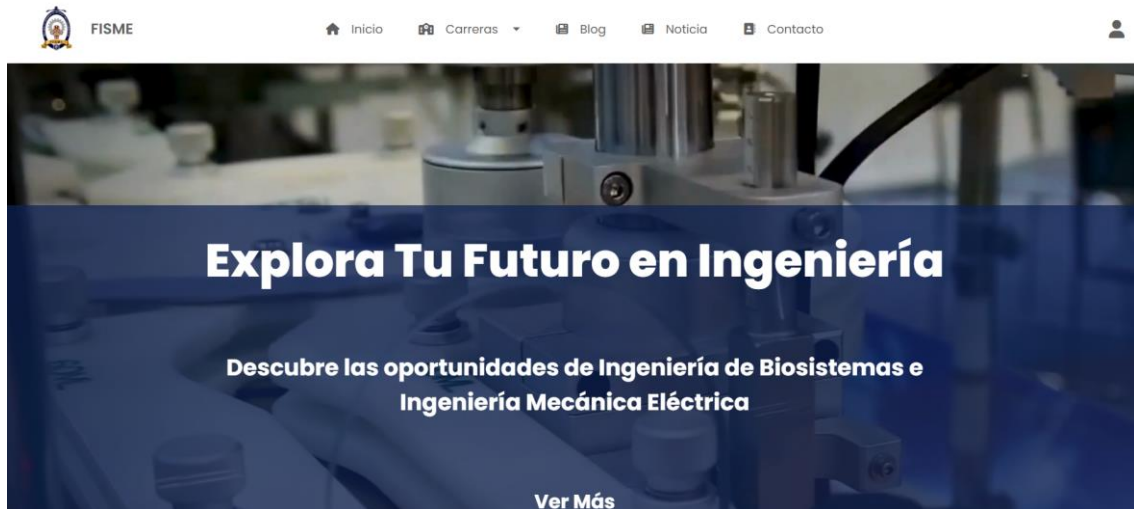 FISME
Inicio
Carreras
Blog
Noticia
Contacto
Explora Tu Futuro en Ingeniería
Descubre las oportunidades de Ingeniería de Biosistemas e
Ingeniería Mecánica Eléctrica
Ver Más